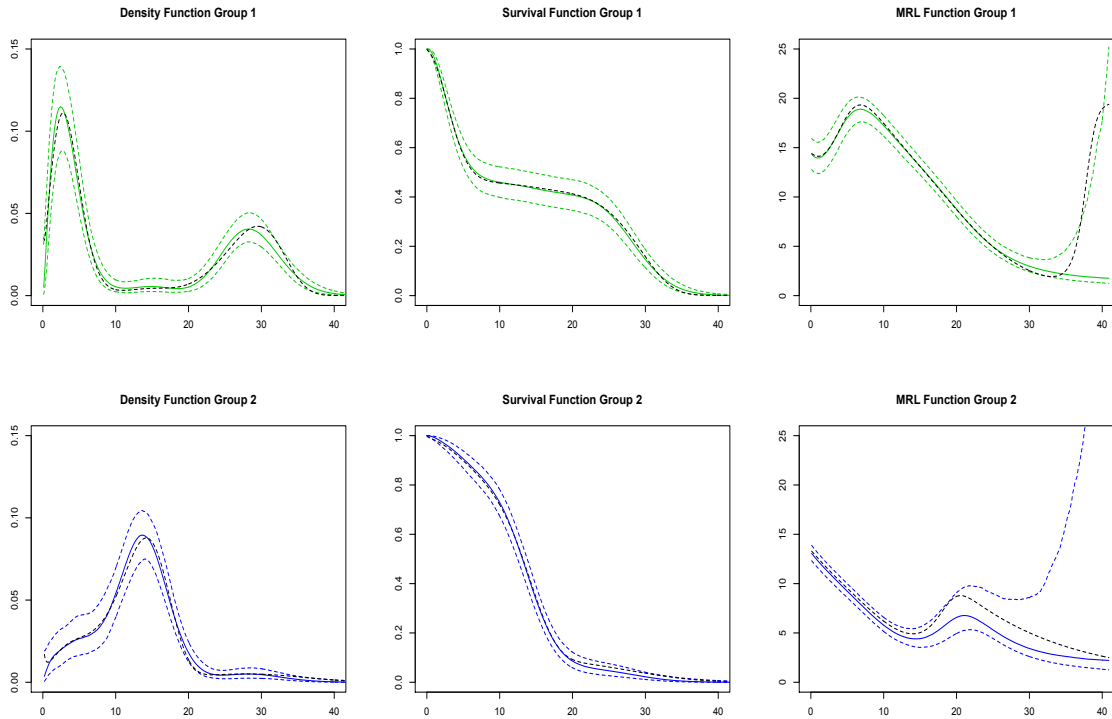 Density Function Group 1
Survival Function Group 1
MRL Function Group 1
0.00 0.05 0.10 0.15
0 10 20 30 40
0.0 0.2 0.4 0.6 0.8 1.0
0 10 20 30 40
0 5 10 15 20 25
0 10 20 30 40
Density Function Group 2
Survival Function Group 2
MRL Function Group 2
0.00 0.05 0.10 0.15
0 10 20 30 40
0.0 0.2 0.4 0.6 0.8 1.0
0 10 20 30 40
0 5 10 15 20 25
0 10 20 30 40